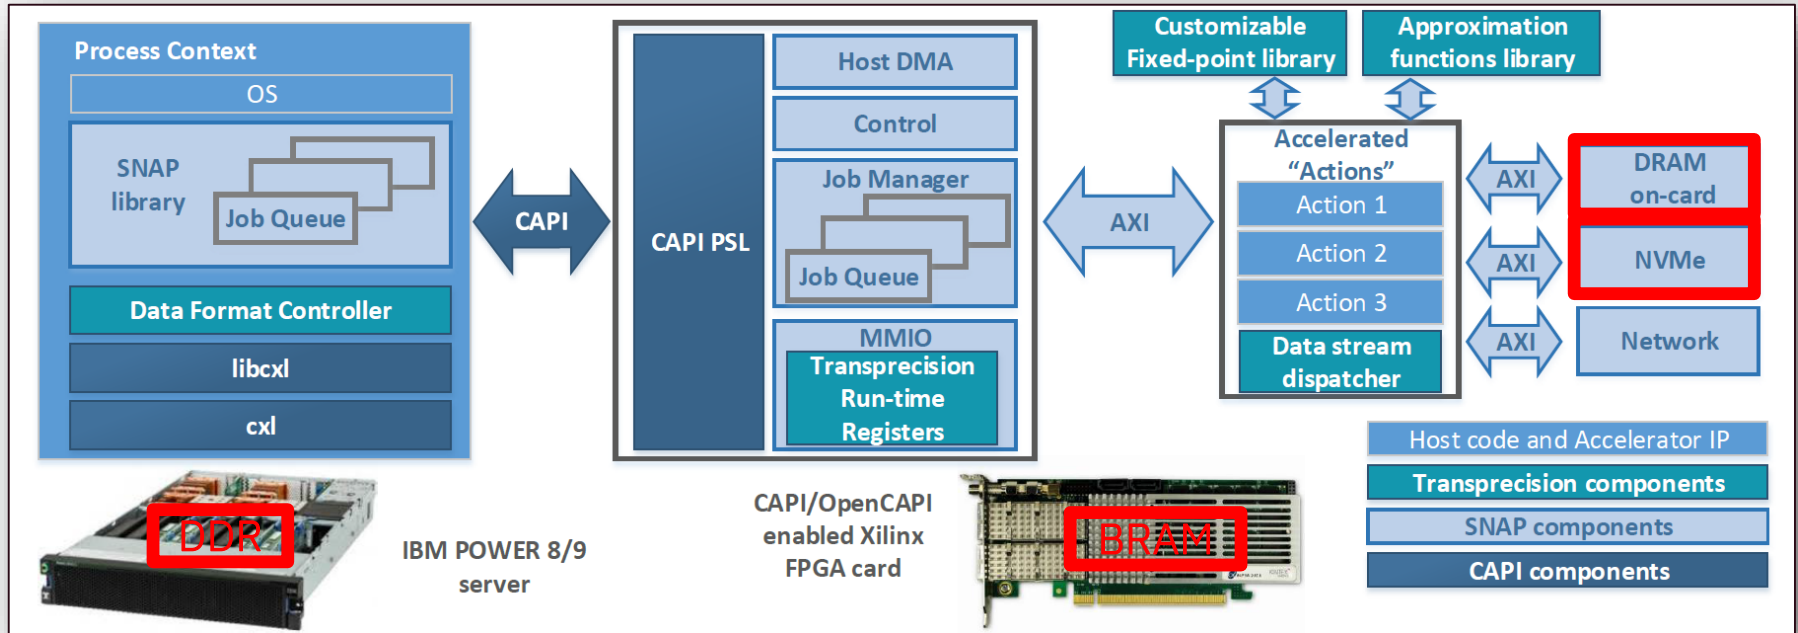 Process Context
OS
SNAP
library
Job Queue
Data Format Controller
libcxl
cxl
CAPI
CAPI PSL
Host DMA
Control
Job Manager
Job Queue
MMIO
Transprecision
Run-time
Registers
AXI
Customizable
Fixed-point library
Approximation
functions library
Accelerated
“Actions”
Action 1
Action 2
Action 3
Data stream
dispatcher
AXI
DRAM
on-card
AXI
NVMe
AXI
Network
DDR
IBM POWER 8/9
server
CAPI/OpenCAPI
enabled Xilinx
FPGA card
BRAM
Host code and Accelerator IP
Transprecision components
SNAP components
CAPI components